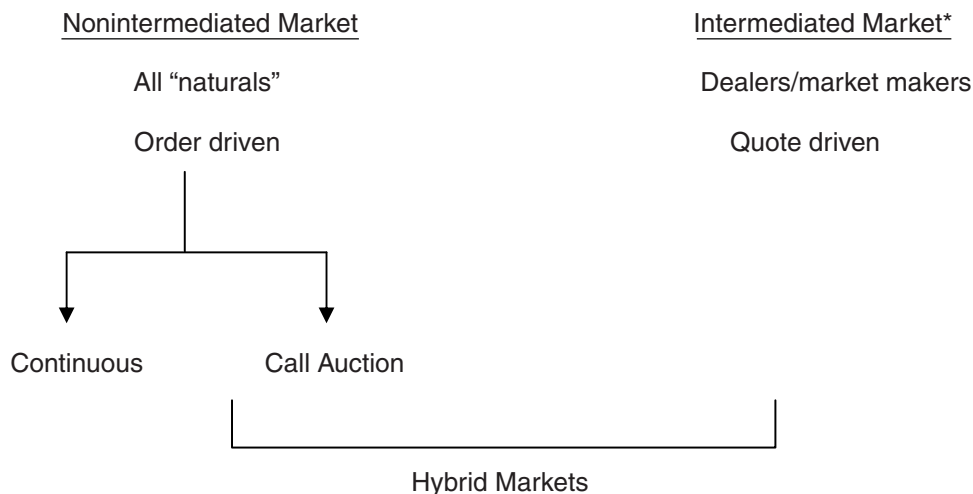 Nonintermediated Market
Intermediated Market*
All “naturals”
Dealers/market makers
Order driven
Quote driven
Continuous
Call Auction
Hybrid Markets